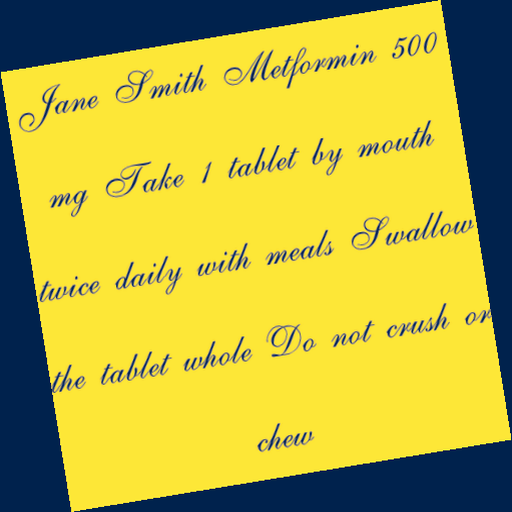 Jane Smith Metformin 500
mg Take 1 tablet by mouth
twice daily with meals Swallow
the tablet whole Do not crush or
chew